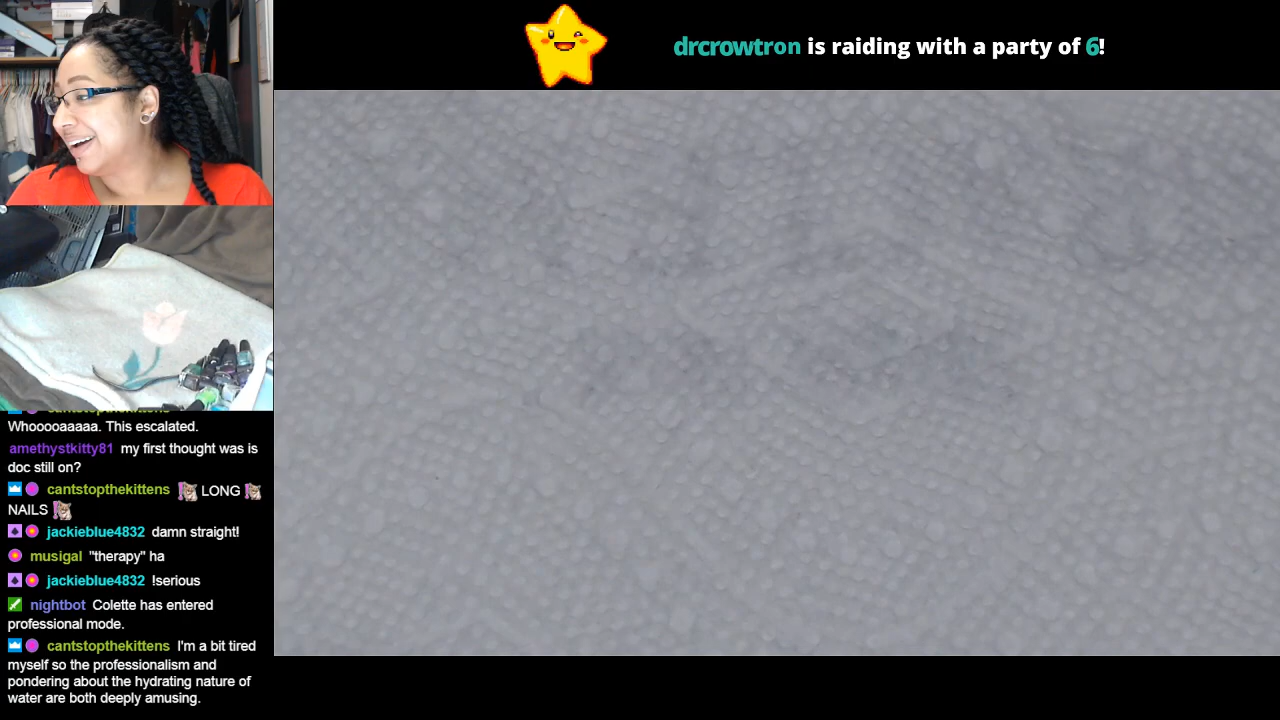 drcrowtron is raiding with a party of 6!
Whooooaaaaa. This escalated.
amethystkitty81 my first thought was is
doc still on?
cantstopthekittens LONG
NAILS
jackieblue4832 damn straight!
musigal "therapy" ha
jackieblue4832 !serious
nightbot Colette has entered
professional mode.
cantstopthekittens I'm a bit tired
myself so the professionalism and
pondering about the hydrating nature of
water are both deeply amusing.